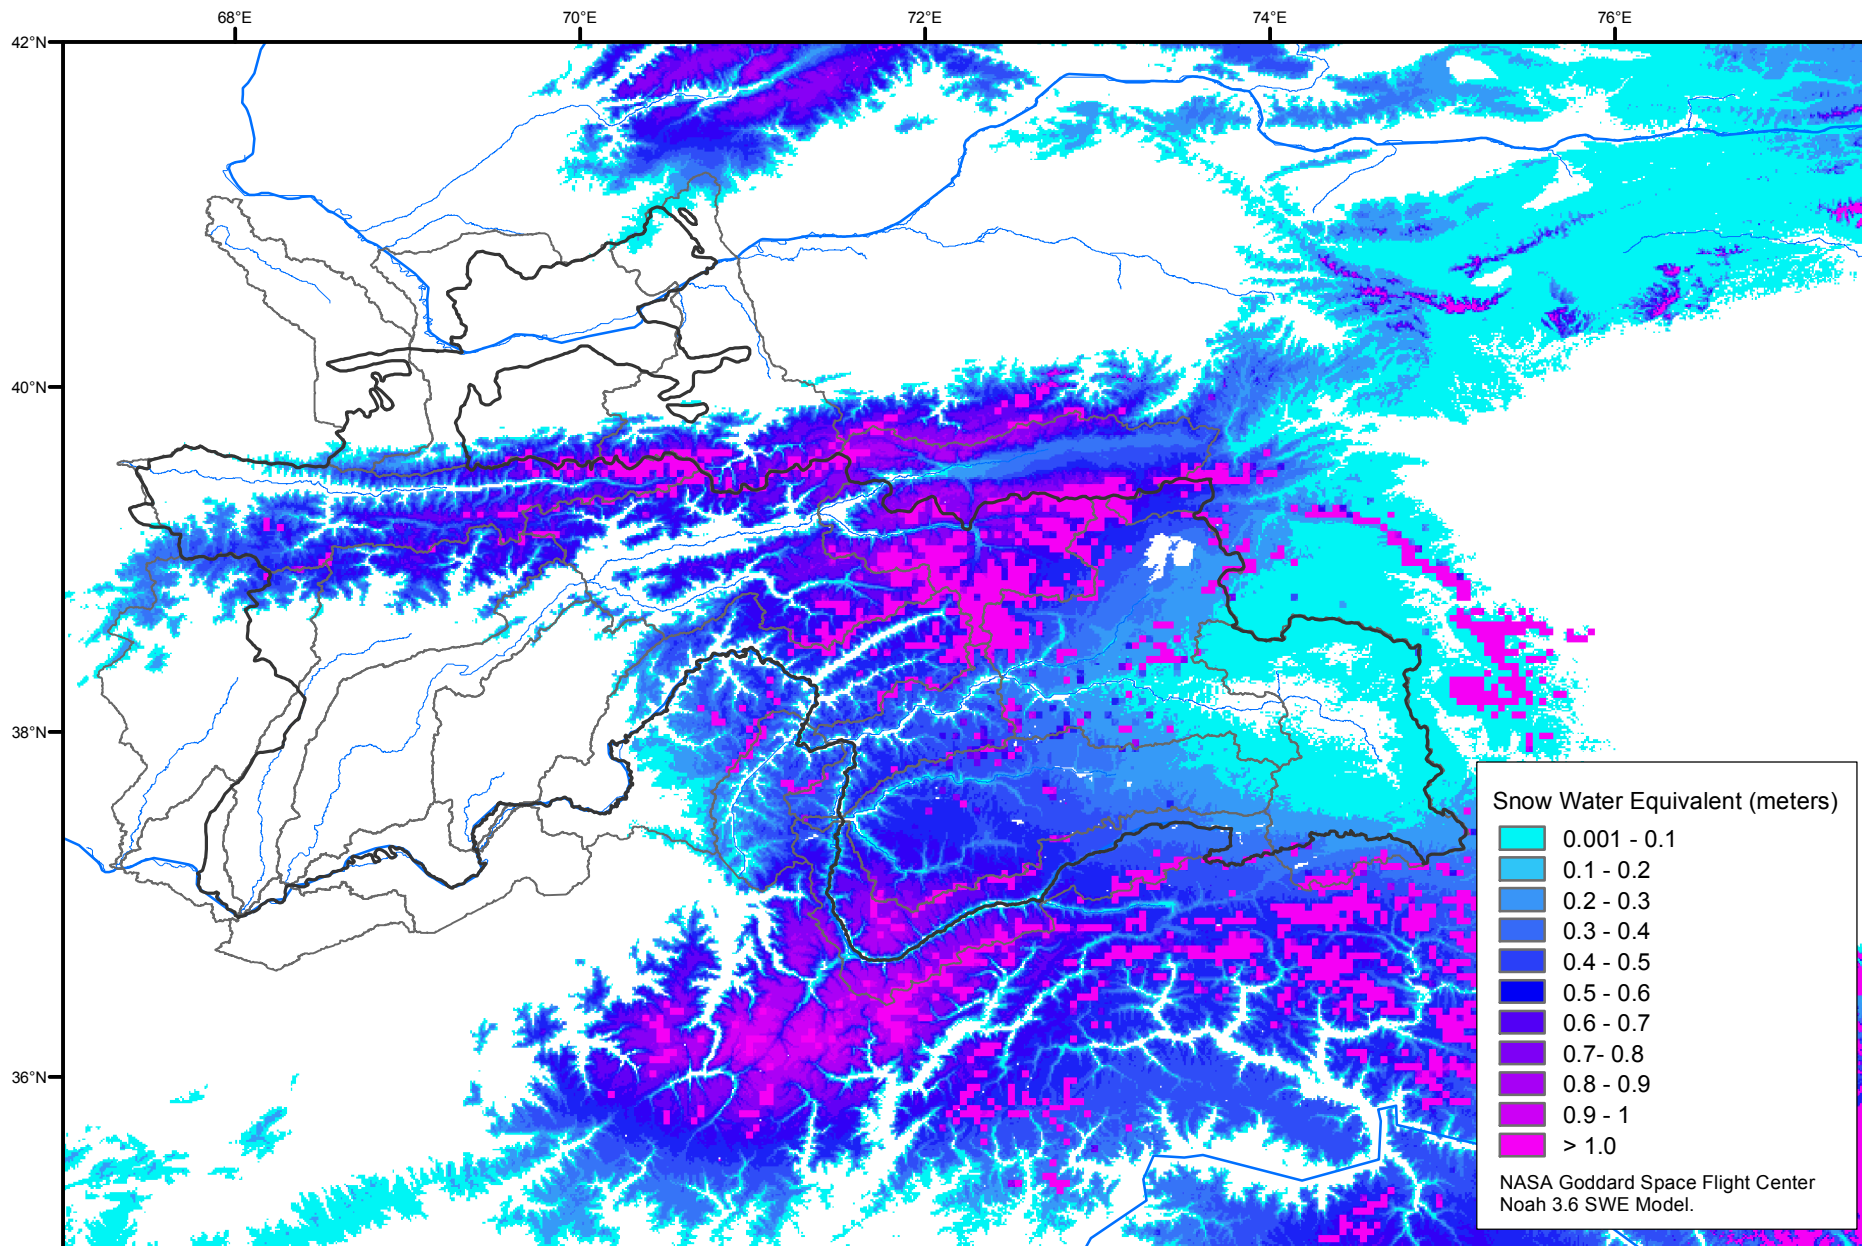 68°E
70°E
72°E
74°E
76°E
42°N
40°N
38°N
36°N
Snow Water Equivalent (meters)
0.001 - 0.1
0.1 - 0.2
0.2 - 0.3
0.3 - 0.4
0.4 - 0.5
0.5 - 0.6
0.6 - 0.7
0.7- 0.8
0.8 - 0.9
0.9 - 1
> 1.0
NASA Goddard Space Flight Center
Noah 3.6 SWE Model.